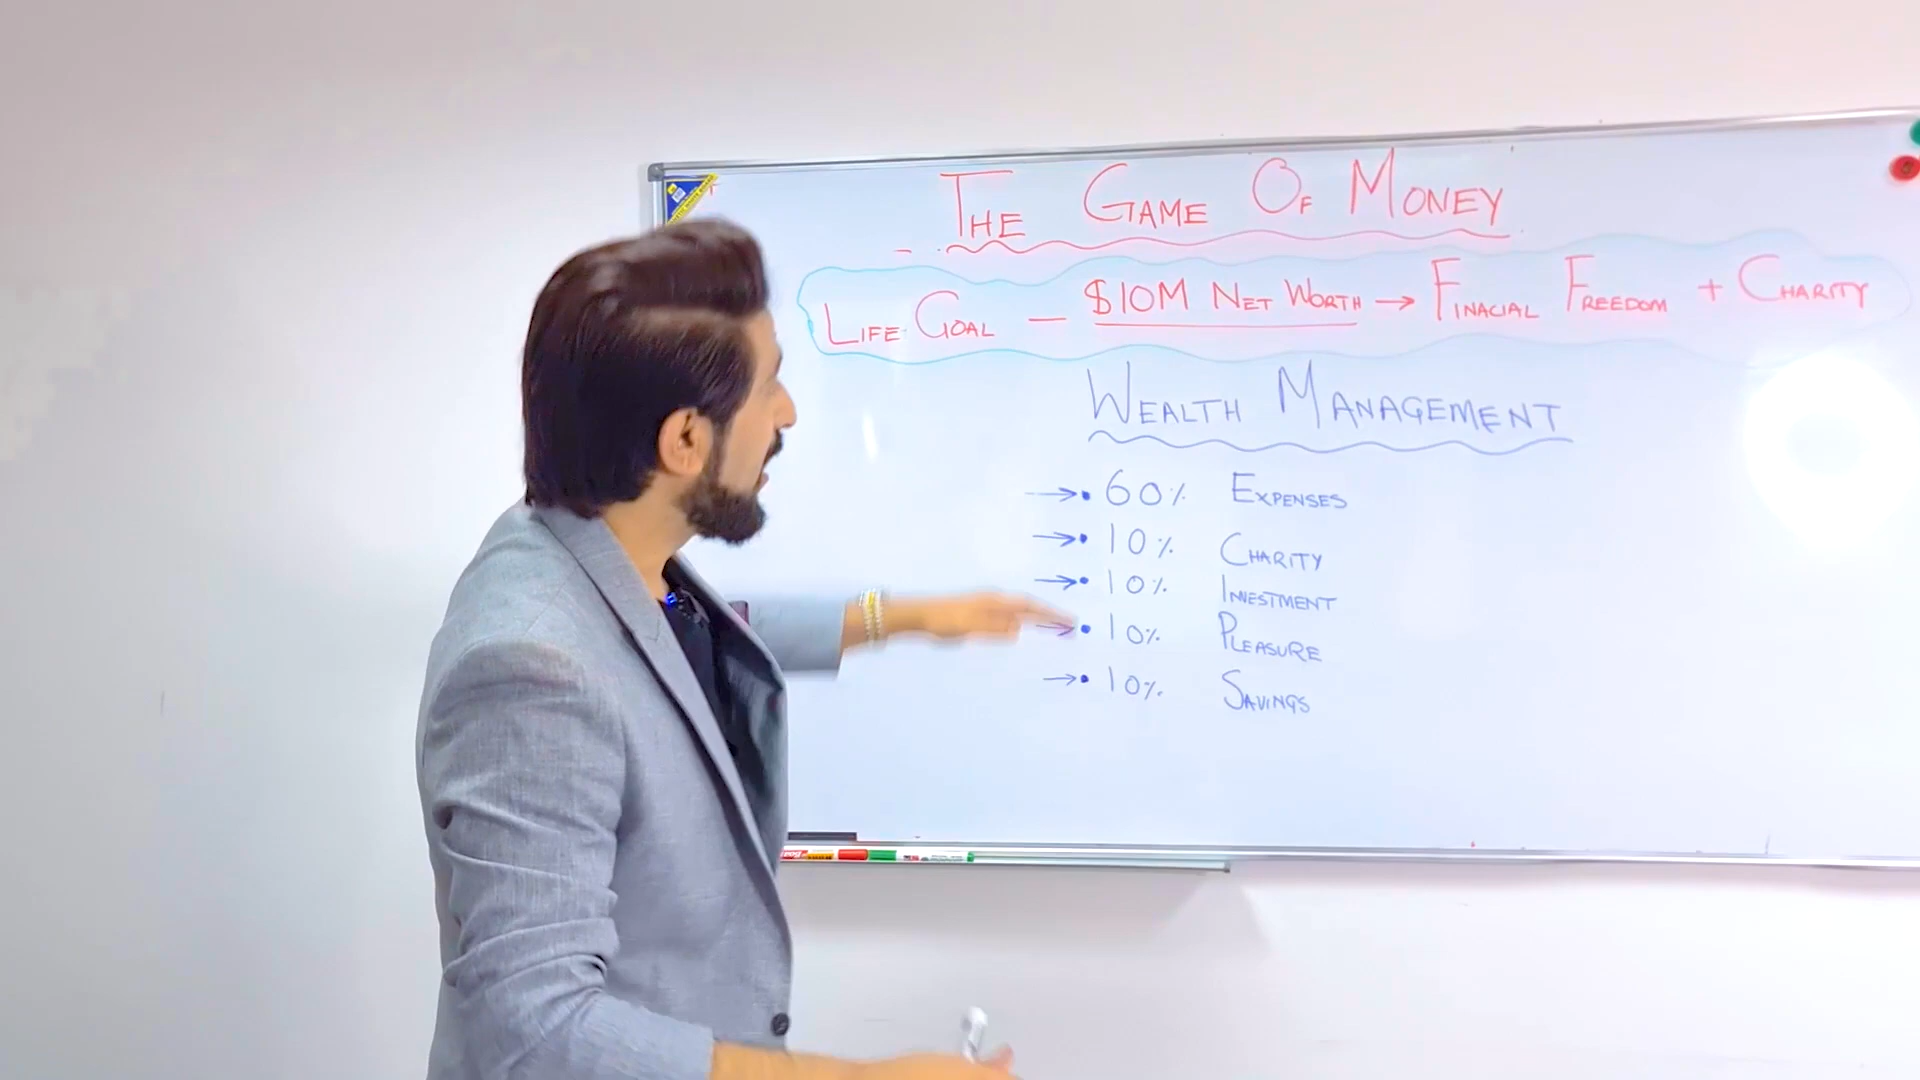 THE GAME OF MONEY
LIFE GOAL — $10M NET WORTH → FINACIAL FREEDOM + CHARITY
WEALTH MANAGEMENT
→• 60% EXPENSES
→• 10% CHARITY
→• 10% INVESTMENT
→• 10% PLEASURE
→• 10% SAVINGS